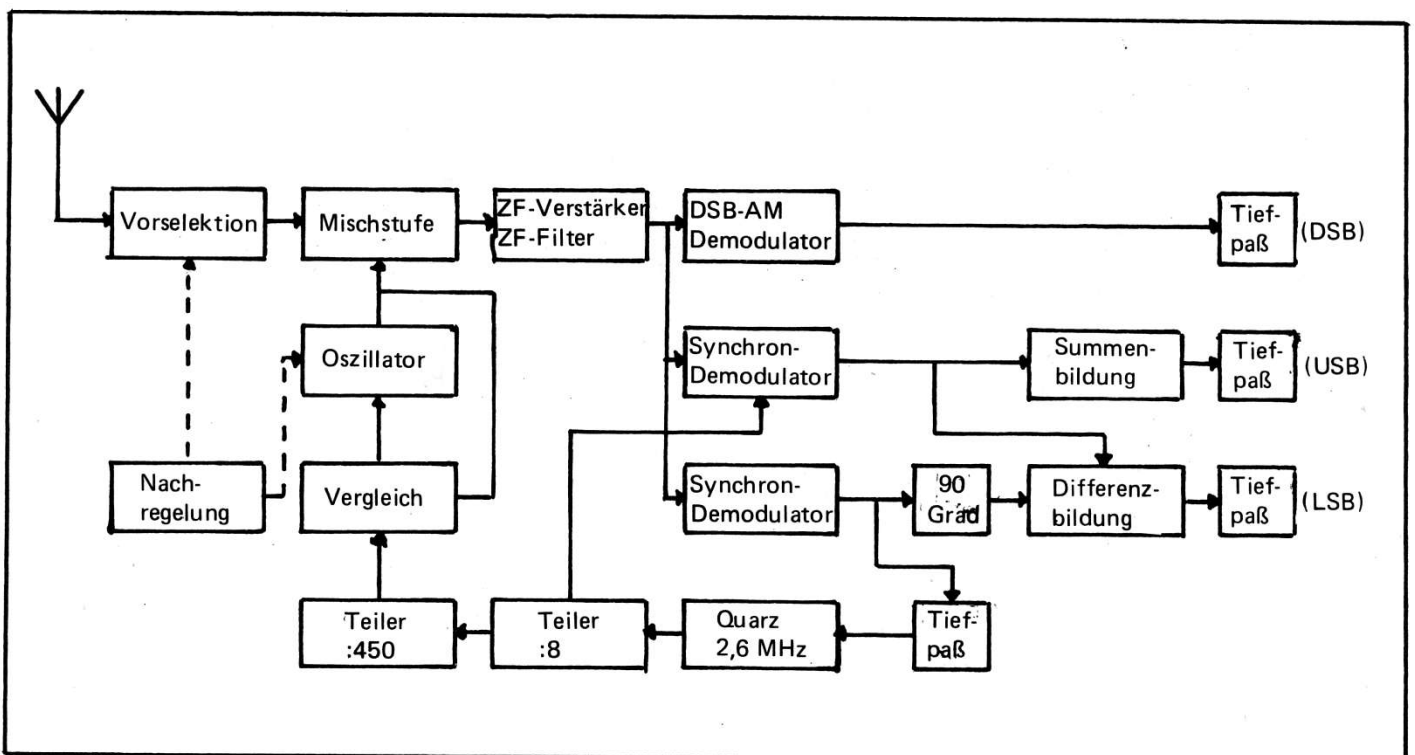 Vorselektion
Mischstufe
ZF-Verstärker
ZF-Filter
DSB-AM
Demodulator
Tief-
paß
(DSB)
Oszillator
Synchron-
Demodulator
Summen-
bildung
Tief-
paß
(USB)
Nach-
regelung
Vergleich
Synchron-
Demodulator
90
Grad
Differenz-
bildung
Tief-
paß
(LSB)
Teiler
:450
Teiler
:8
Quarz
2,6 MHz
Tief-
paß